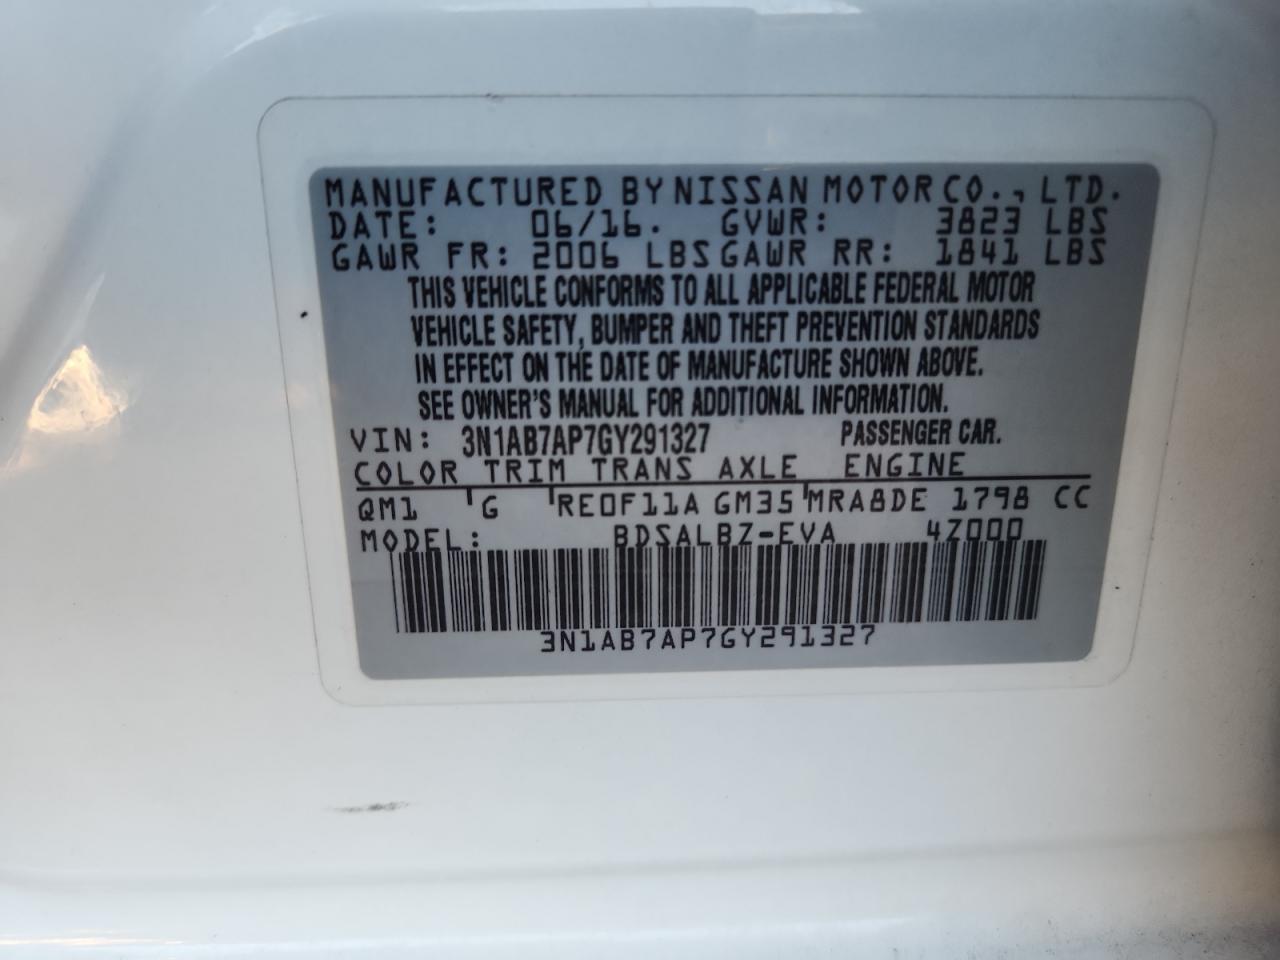 MANUFACTURED BY NISSAN MOTOR CO., LTD.
DATE: 06/16. GVWR: 3823 LBS
GAWR FR: 2006 LBS GAWR RR: 1841 LBS
THIS VEHICLE CONFORMS TO ALL APPLICABLE FEDERAL MOTOR
VEHICLE SAFETY, BUMPER AND THEFT PREVENTION STANDARDS
IN EFFECT ON THE DATE OF MANUFACTURE SHOWN ABOVE.
SEE OWNER'S MANUAL FOR ADDITIONAL INFORMATION.
VIN: 3N1AB7AP7GY291327 PASSENGER CAR.
COLOR TRIM TRANS AXLE ENGINE
QM1 G RE0F11A GM35 MRA8DE 1798 CC
MODEL: BDSALBZ-EVA 4Z000
3N1AB7AP7GY291327